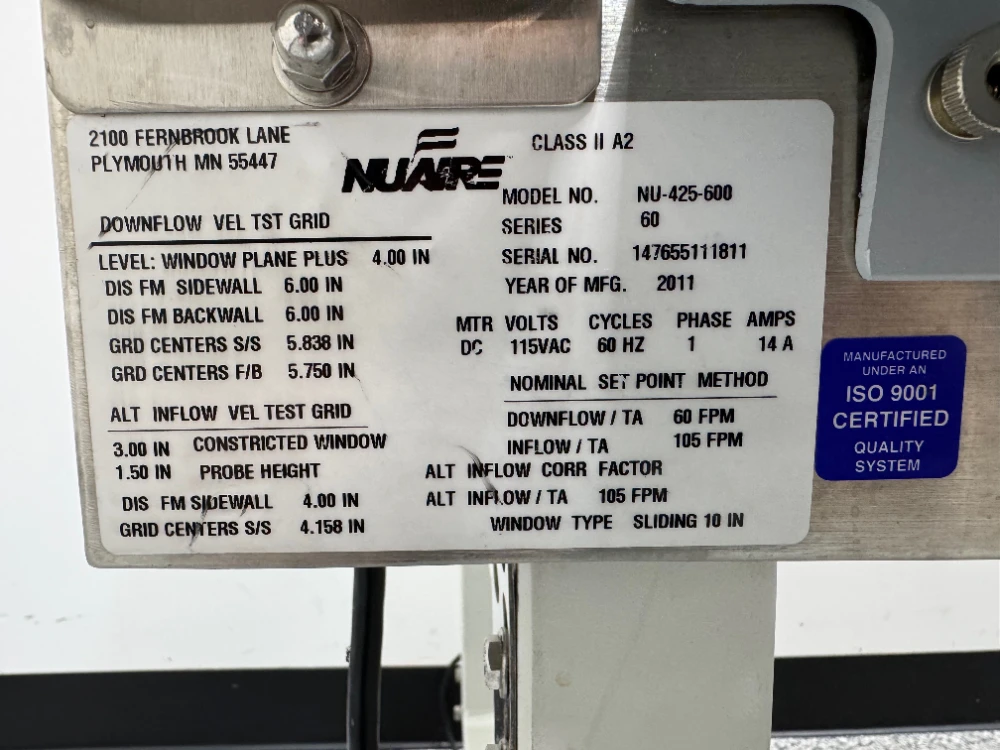 2100 FERNBROOK LANE
PLYMOUTH MN 55447
NUAIRE
CLASS II A2
MODEL NO. NU-425-600
SERIES 60
SERIAL NO. 147655111811
YEAR OF MFG. 2011
DOWNFLOW VEL TST GRID
LEVEL: WINDOW PLANE PLUS 4.00 IN
DIS FM SIDEWALL 6.00 IN
DIS FM BACKWALL 6.00 IN
GRD CENTERS S/S 5.838 IN
GRD CENTERS F/B 5.750 IN
MTR VOLTS CYCLES PHASE AMPS
DC 115VAC 60 HZ 1 14 A
NOMINAL SET POINT METHOD
DOWNFLOW / TA 60 FPM
INFLOW / TA 105 FPM
ALT INFLOW VEL TEST GRID
3.00 IN CONSTRICTED WINDOW
1.50 IN PROBE HEIGHT
DIS FM SIDEWALL 4.00 IN
GRID CENTERS S/S 4.158 IN
ALT INFLOW CORR FACTOR
ALT INFLOW / TA 105 FPM
WINDOW TYPE SLIDING 10 IN
MANUFACTURED
UNDER AN
ISO 9001
CERTIFIED
QUALITY
SYSTEM